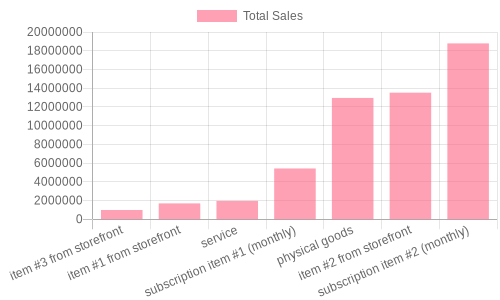 Total Sales
20000000
18000000
16000000
14000000
12000000
10000000
8000000
6000000
4000000
2000000
0
item #3 from storefront
item #1 from storefront
service
subscription item #1 (monthly)
physical goods
item #2 from storefront
subscription item #2 (monthly)